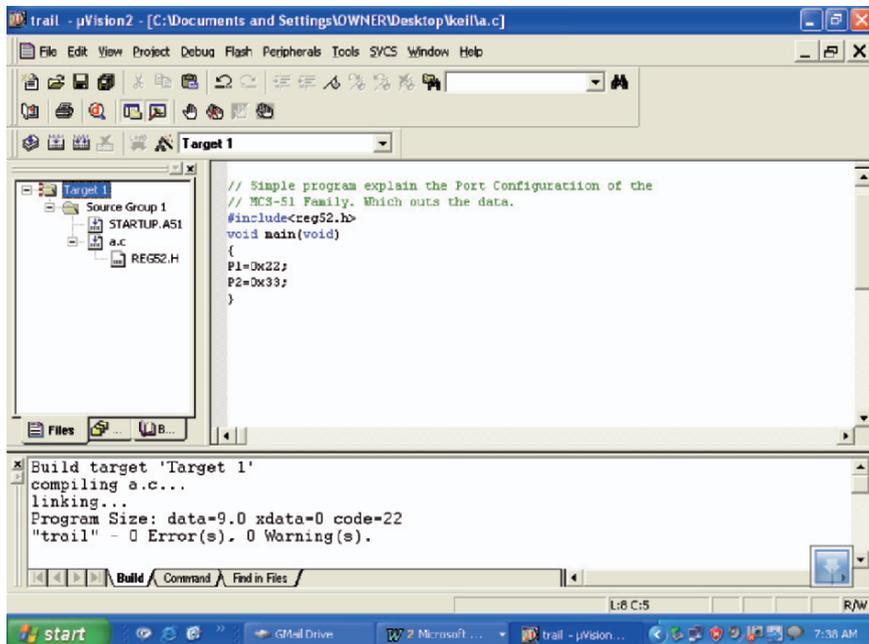 trail - µVision2 - [C:\Documents and Settings\OWNER\Desktop\keil\a.c]
File Edit View Project Debug Flash Peripherals Tools SVCS Window Help
Target 1
Target 1
Source Group 1
STARTUP.A51
a.c
REG52.H
// Simple program explain the Port Configuratiion of the
// MCS-51 Family. Which outs the data.
#include<reg52.h>
void main(void)
{
P1=0x22;
P2=0x33;
}
Files ... B...
Build target 'Target 1'
compiling a.c...
linking...
Program Size: data=9.0 xdata=0 code=22
"trail" - 0 Error(s), 0 Warning(s).
Build Command Find in Files
L:8 C:5 R/W
start GMail Drive 2 Microsoft ... trail - µVision... 7:38 AM